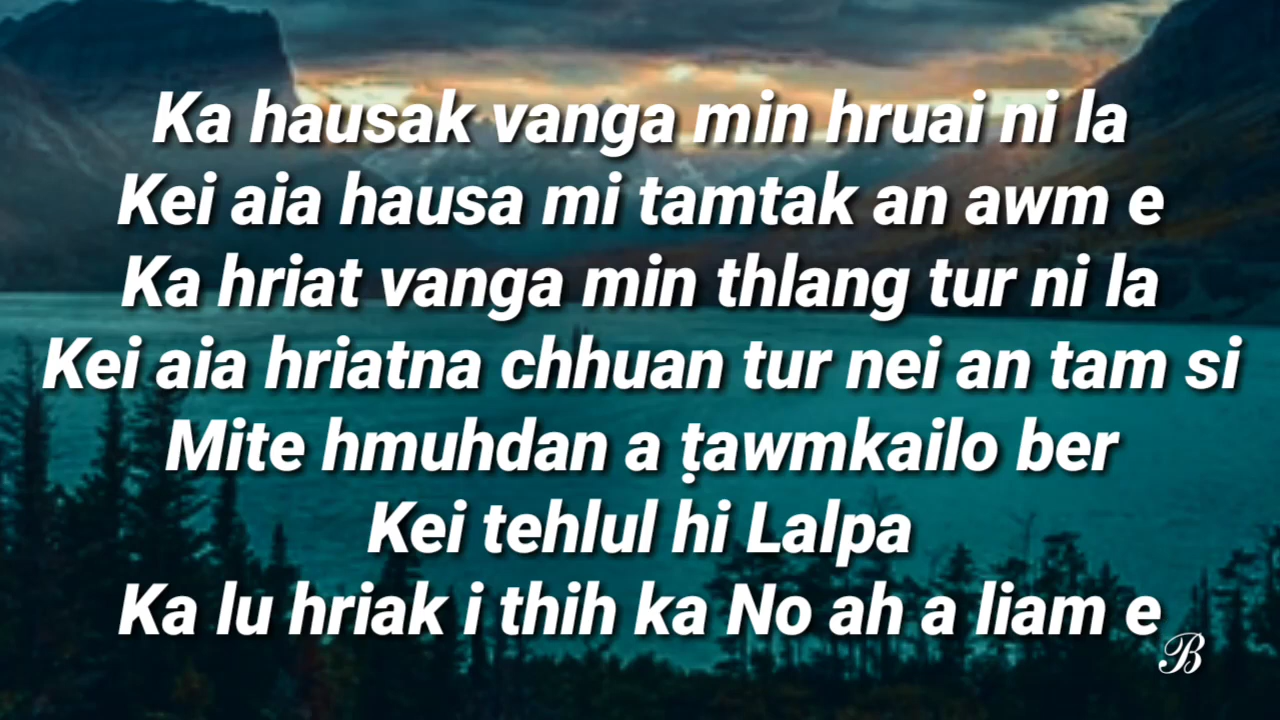 Ka hausak vanga min hruai ni la
Kei aia hausa mi tamtak an awm e
Ka hriat vanga min thlang tur ni la
Kei aia hriatna chhuan tur nei an tam si
Mite hmuhdan a ṭawmkailo ber
Kei tehlul hi Lalpa
Ka lu hriak i thih ka No ah a liam e
B